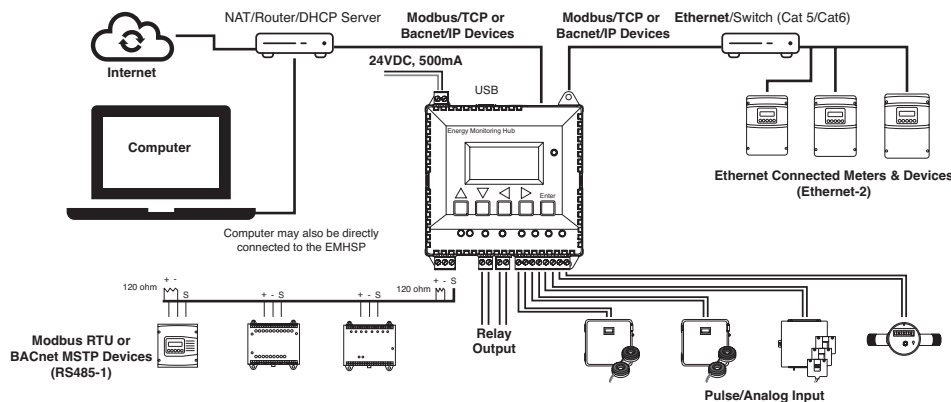 NAT/Router/DHCP Server
Modbus/TCP or
Bacnet/IP Devices
Modbus/TCP or
Bacnet/IP Devices
Ethernet/Switch (Cat 5/Cat6)
Internet
24VDC, 500mA
USB
Energy Monitoring Hub
Computer
Enter
Ethernet Connected Meters & Devices
(Ethernet-2)
Computer may also be directly
connected to the EMHSP
+ -
120 ohm
S
+ - S
+ - S
+ -
120 ohm
S
Modbus RTU or
BACnet MSTP Devices
(RS485-1)
Relay
Output
Pulse/Analog Input